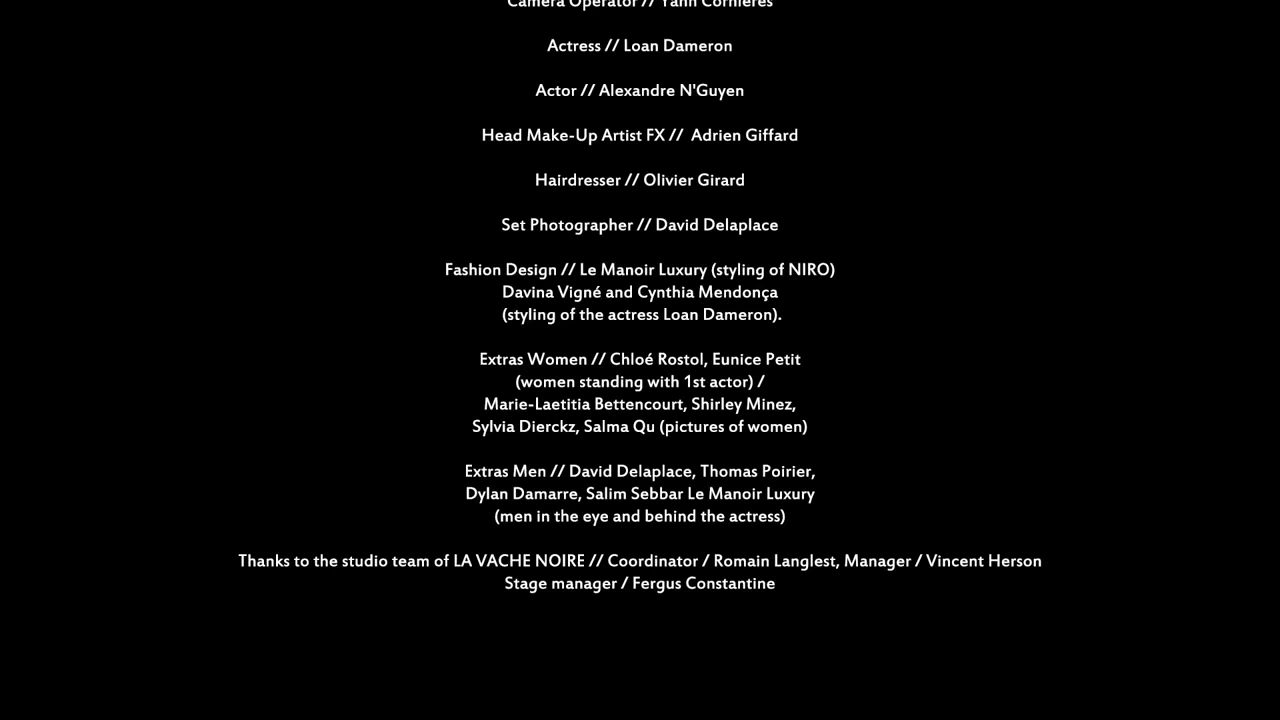 Camera Operator // Yann Cornières
Actress // Loan Dameron
Actor // Alexandre N'Guyen
Head Make-Up Artist FX //  Adrien Giffard
Hairdresser // Olivier Girard
Set Photographer // David Delaplace
Fashion Design // Le Manoir Luxury (styling of NIRO)
Davina Vigné and Cynthia Mendonça
(styling of the actress Loan Dameron).
Extras Women // Chloé Rostol, Eunice Petit
(women standing with 1st actor) /
Marie-Laetitia Bettencourt, Shirley Minez,
Sylvia Dierckz, Salma Qu (pictures of women)
Extras Men // David Delaplace, Thomas Poirier,
Dylan Damarre, Salim Sebbar Le Manoir Luxury
(men in the eye and behind the actress)
Thanks to the studio team of LA VACHE NOIRE // Coordinator / Romain Langlest, Manager / Vincent Herson
Stage manager / Fergus Constantine